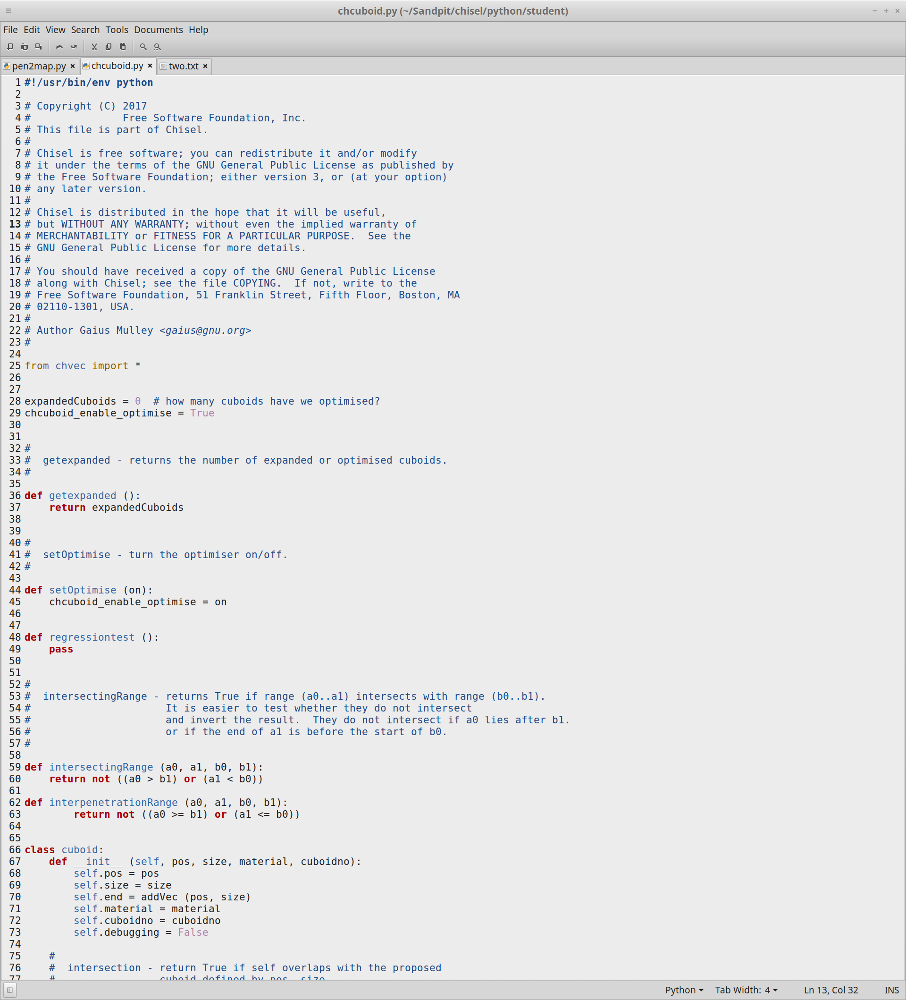 chcuboid.py (~/Sandpit/chisel/python/student)
File Edit View Search Tools Documents Help
pen2map.py × chcuboid.py × two.txt ×
1 #!/usr/bin/env python
2
3 # Copyright (C) 2017
4 #               Free Software Foundation, Inc.
5 # This file is part of Chisel.
6 #
7 # Chisel is free software; you can redistribute it and/or modify
8 # it under the terms of the GNU General Public License as published by
9 # the Free Software Foundation; either version 3, or (at your option)
10 # any later version.
11 #
12 # Chisel is distributed in the hope that it will be useful,
13 # but WITHOUT ANY WARRANTY; without even the implied warranty of
14 # MERCHANTABILITY or FITNESS FOR A PARTICULAR PURPOSE.  See the
15 # GNU General Public License for more details.
16 #
17 # You should have received a copy of the GNU General Public License
18 # along with Chisel; see the file COPYING.  If not, write to the
19 # Free Software Foundation, 51 Franklin Street, Fifth Floor, Boston, MA
20 # 02110-1301, USA.
21 #
22 # Author Gaius Mulley <gaius@gnu.org>
23 #
24
25 from chvec import *
26
27
28 expandedCuboids = 0  # how many cuboids have we optimised?
29 chcuboid_enable_optimise = True
30
31
32 #
33 #  getexpanded - returns the number of expanded or optimised cuboids.
34 #
35
36 def getexpanded ():
37     return expandedCuboids
38
39
40 #
41 #  setOptimise - turn the optimiser on/off.
42 #
43
44 def setOptimise (on):
45     chcuboid_enable_optimise = on
46
47
48 def regressiontest ():
49     pass
50
51
52 #
53 #  intersectingRange - returns True if range (a0..a1) intersects with range (b0..b1).
54 #                      It is easier to test whether they do not intersect
55 #                      and invert the result.  They do not intersect if a0 lies after b1.
56 #                      or if the end of a1 is before the start of b0.
57 #
58
59 def intersectingRange (a0, a1, b0, b1):
60     return not ((a0 > b1) or (a1 < b0))
61
62 def interpenetrationRange (a0, a1, b0, b1):
63         return not ((a0 >= b1) or (a1 <= b0))
64
65
66 class cuboid:
67     def __init__ (self, pos, size, material, cuboidno):
68         self.pos = pos
69         self.size = size
70         self.end = addVec (pos, size)
71         self.material = material
72         self.cuboidno = cuboidno
73         self.debugging = False
74
75     #
76     #  intersection - return True if self overlaps with the proposed
77     #                 cuboid defined by pos, size
Python Tab Width: 4 Ln 13, Col 32 INS